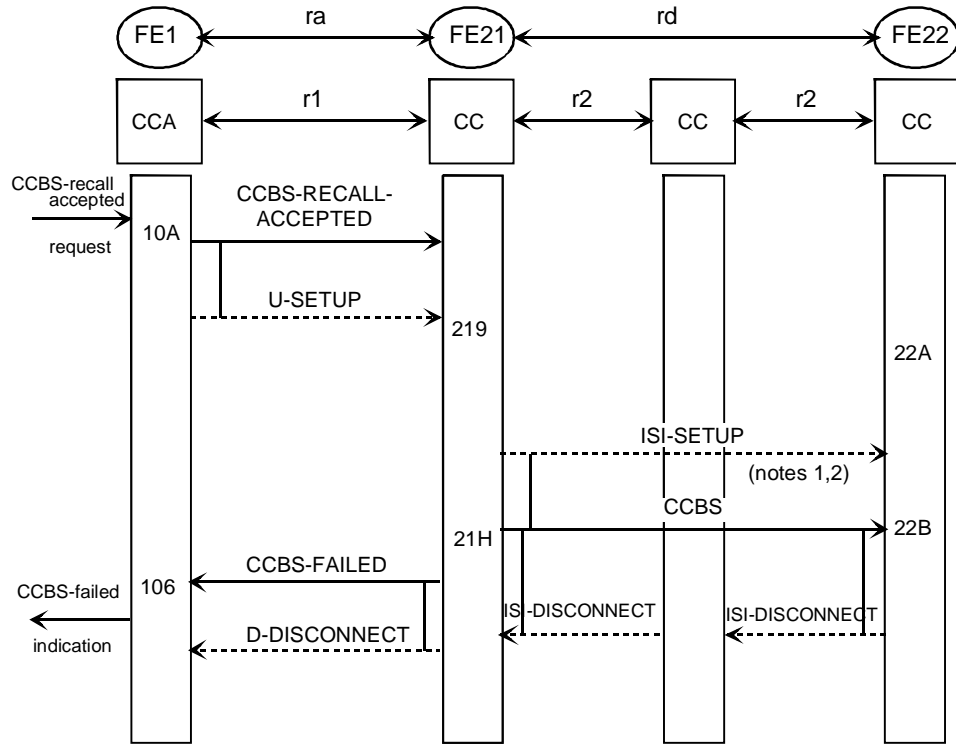 FE1 ra FE21 rd FE22
CCA r1 CC r2 CC r2 CC
CCBS-recall
accepted
request
10A
CCBS-RECALL-
ACCEPTED
U-SETUP
219
22A
ISI-SETUP
(notes 1,2)
CCBS
21H
22B
CCBS-FAILED
106
CCBS-failed
indication
ISI-DISCONNECT
ISI-DISCONNECT
D-DISCONNECT